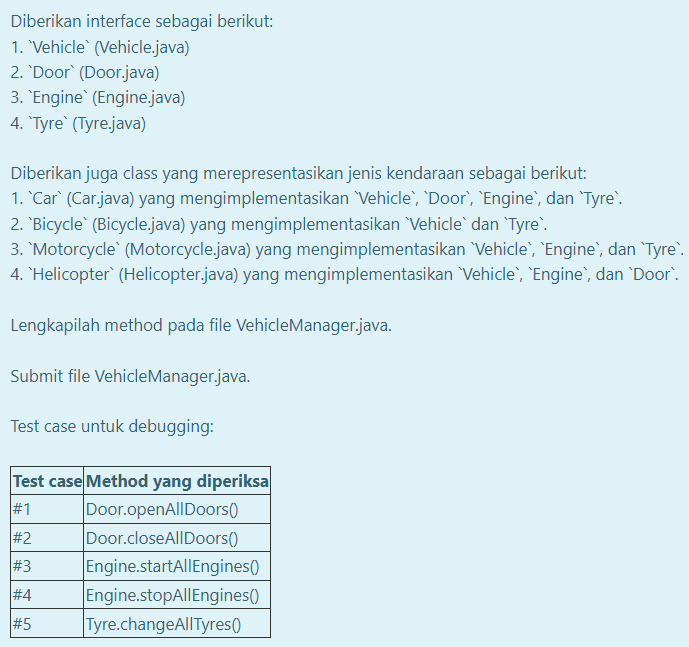 Diberikan interface sebagai berikut:
1. `Vehicle` (Vehicle.java)
2. `Door` (Door.java)
3. `Engine` (Engine.java)
4. `Tyre` (Tyre.java)
Diberikan juga class yang merepresentasikan jenis kendaraan sebagai berikut:
1. `Car` (Car.java) yang mengimplementasikan `Vehicle`, `Door`, `Engine`, dan `Tyre`.
2. `Bicycle` (Bicycle.java) yang mengimplementasikan `Vehicle` dan `Tyre`.
3. `Motorcycle` (Motorcycle.java) yang mengimplementasikan `Vehicle`, `Engine`, dan `Tyre`.
4. `Helicopter` (Helicopter.java) yang mengimplementasikan `Vehicle`, `Engine`, dan `Door`.
Lengkapilah method pada file VehicleManager.java.
Submit file VehicleManager.java.
Test case untuk debugging:
Test case Method yang diperiksa
#1 Door.openAllDoors()
#2 Door.closeAllDoors()
#3 Engine.startAllEngines()
#4 Engine.stopAllEngines()
#5 Tyre.changeAllTyres()